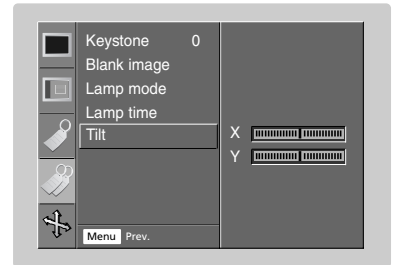 Keystone 0
Blank image
Lamp mode
Lamp time
Tilt
X
Y
Menu Prev.